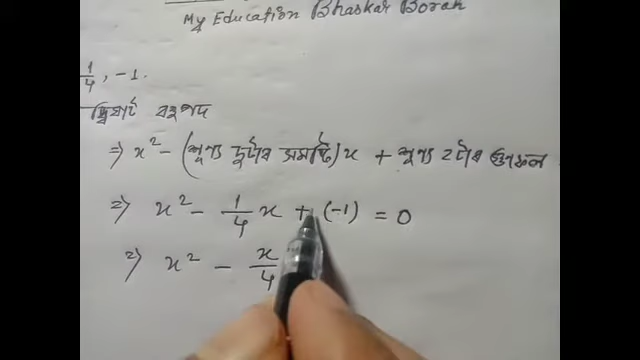 My Education Bhaskar Borah
1/4, -1.
দ্বিঘাত বহুপদ
⇒ x² - (শূন্য দুটাৰ সমষ্টি)x + শূন্য ২টাৰ গুণফল
⇒ x² - 1/4 x + (-1) = 0
⇒ x² - x/4